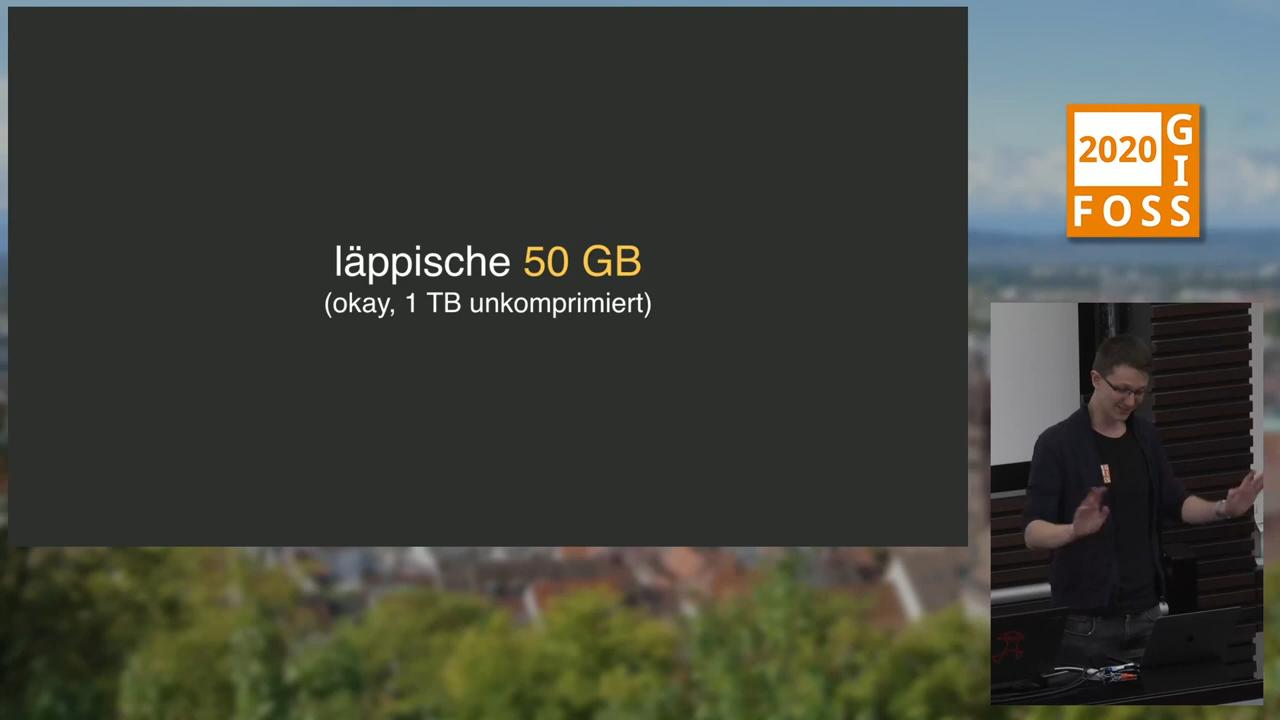 läppische 50 GB
(okay, 1 TB unkomprimiert)
2020
G
I
FOSS